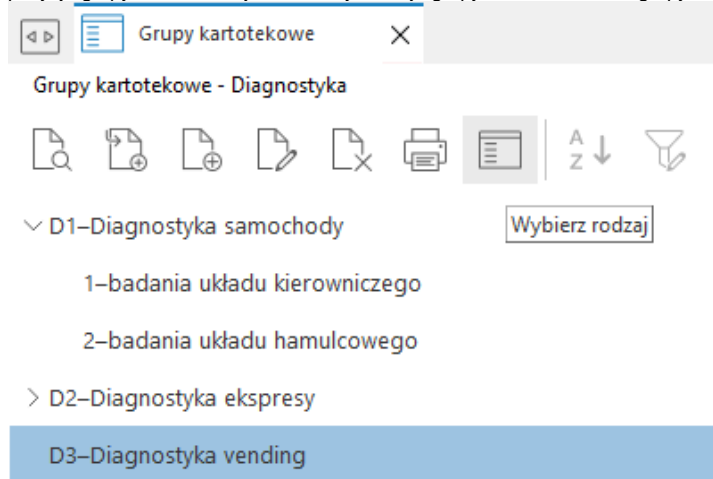 Grupy kartotekowe
Grupy kartotekowe - Diagnostyka
A
Z
D1–Diagnostyka samochody
Wybierz rodzaj
1–badania układu kierowniczego
2–badania układu hamulcowego
D2–Diagnostyka ekspresy
D3–Diagnostyka vending